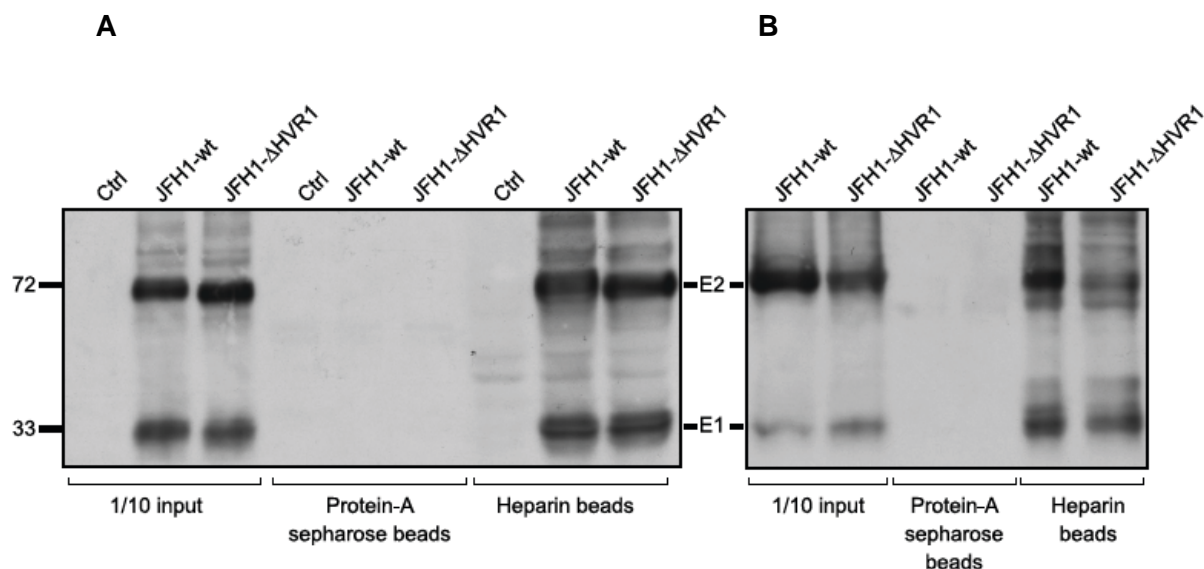 A
B
Ctrl
JFH1-wt
JFH1-ΔHVR1
Ctrl
JFH1-wt
JFH1-ΔHVR1
Ctrl
JFH1-wt
JFH1-ΔHVR1
JFH1-wt
JFH1-ΔHVR1
JFH1-wt
JFH1-ΔHVR1
JFH1-wt
JFH1-ΔHVR1
72
E2
33
E1
1/10 input
Protein-A
sepharose beads
Heparin beads
1/10 input
Protein-A
sepharose
beads
Heparin
beads